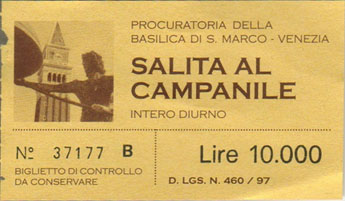 PROCURATORIA DELLA
BASILICA DI S. MARCO - VENEZIA
SALITA AL
CAMPANILE
INTERO DIURNO
Nº 37177 B
Lire 10.000
BIGLIETTO DI CONTROLLO
DA CONSERVARE
D. LGS. N. 460 / 97